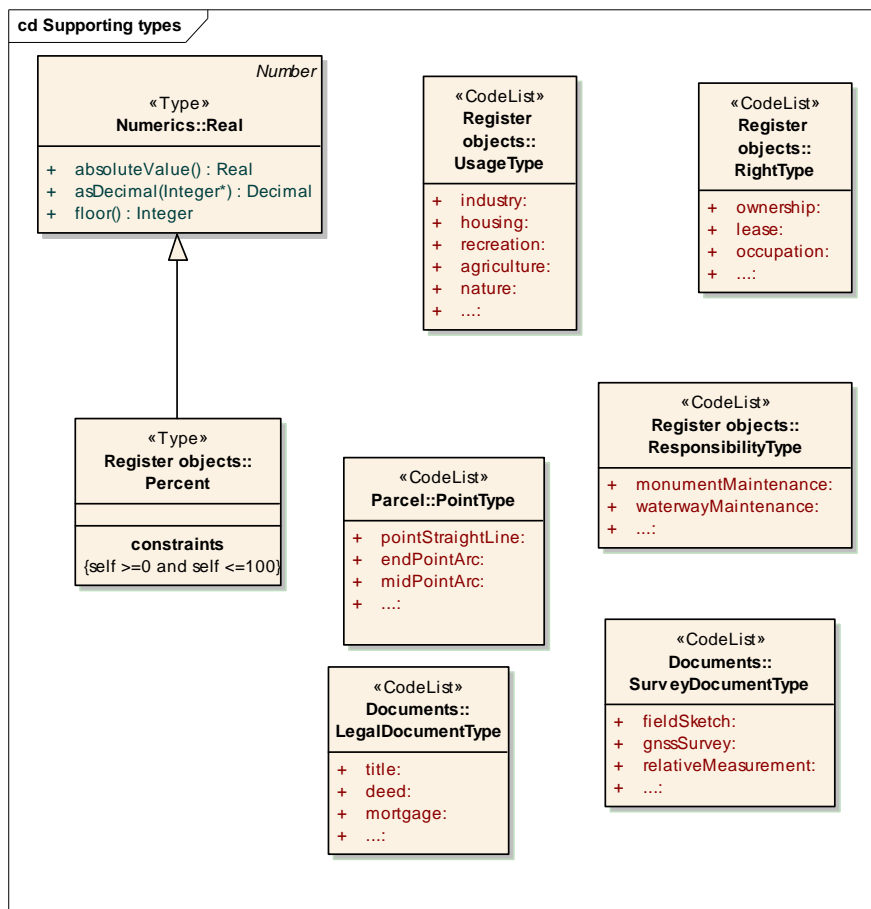 cd Supporting types
Number
«Type»
Numerics::Real
+ absoluteValue() : Real
+ asDecimal(Integer*) : Decimal
+ floor() : Integer
«CodeList»
Register
objects::
UsageType
+ industry:
+ housing:
+ recreation:
+ agriculture:
+ nature:
+ ...:
«CodeList»
Register
objects::
RightType
+ ownership:
+ lease:
+ occupation:
+ ...:
«Type»
Register objects::
Percent
constraints
{self >=0 and self <=100}
«CodeList»
Parcel::PointType
+ pointStraightLine:
+ endPointArc:
+ midPointArc:
+ ...:
«CodeList»
Register objects::
ResponsibilityType
+ monumentMaintenance:
+ waterwayMaintenance:
+ ...:
«CodeList»
Documents::
LegalDocumentType
+ title:
+ deed:
+ mortgage:
+ ...:
«CodeList»
Documents::
SurveyDocumentType
+ fieldSketch:
+ gnssSurvey:
+ relativeMeasurement:
+ ...: